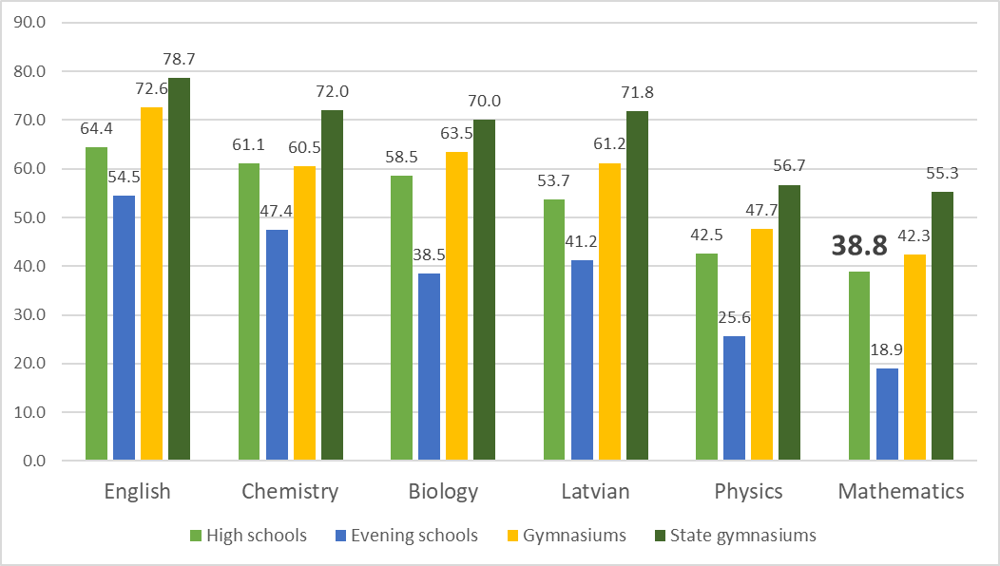 90.0
80.0
70.0
60.0
50.0
40.0
30.0
20.0
10.0
0.0
64.4 54.5 72.6 78.7
61.1 47.4 60.5 72.0
58.5 38.5 63.5 70.0
53.7 41.2 61.2 71.8
42.5 25.6 47.7 56.7
38.8 18.9 42.3 55.3
English Chemistry Biology Latvian Physics Mathematics
High schools Evening schools Gymnasiums State gymnasiums